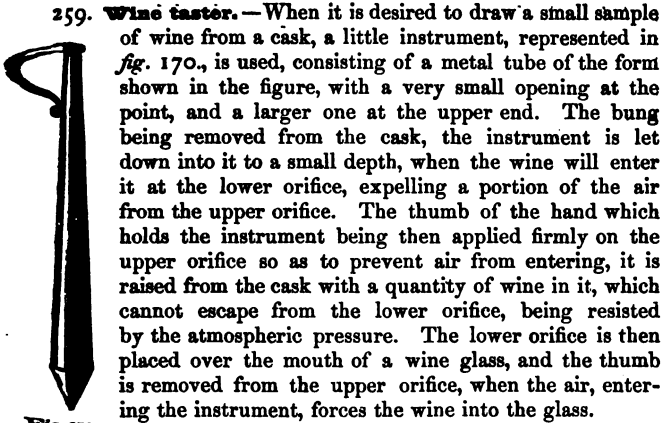 259. Wine taster.—When it is desired to draw a small sample
of wine from a cask, a little instrument, represented in
fig. 170., is used, consisting of a metal tube of the form
shown in the figure, with a very small opening at the
point, and a larger one at the upper end. The bung
being removed from the cask, the instrument is let
down into it to a small depth, when the wine will enter
it at the lower orifice, expelling a portion of the air
from the upper orifice. The thumb of the hand which
holds the instrument being then applied firmly on the
upper orifice so as to prevent air from entering, it is
raised from the cask with a quantity of wine in it, which
cannot escape from the lower orifice, being resisted
by the atmospheric pressure. The lower orifice is then
placed over the mouth of a wine glass, and the thumb
is removed from the upper orifice, when the air, enter-
ing the instrument, forces the wine into the glass.